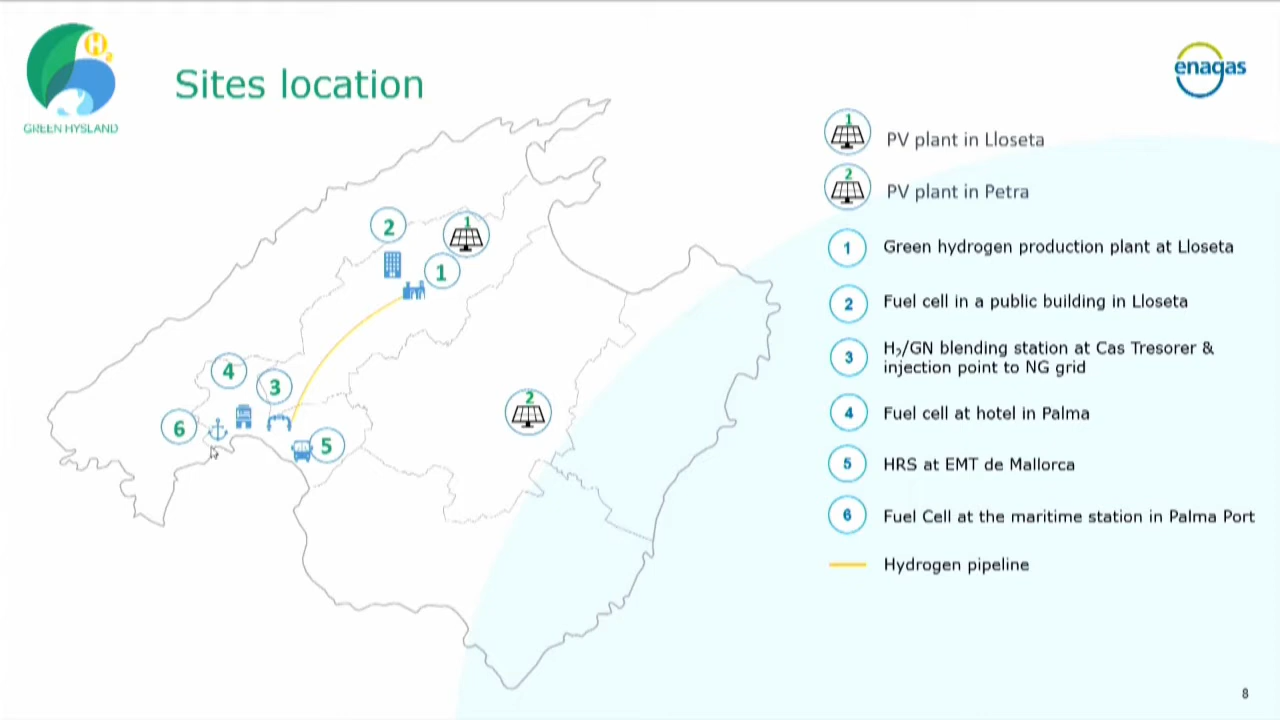 H2
GREEN HYSLAND
Sites location
enagas
1
PV plant in Lloseta
2
PV plant in Petra
1
Green hydrogen production plant at Lloseta
2
Fuel cell in a public building in Lloseta
3
H₂/GN blending station at Cas Tresorer &
injection point to NG grid
4
Fuel cell at hotel in Palma
5
HRS at EMT de Mallorca
6
Fuel Cell at the maritime station in Palma Port
Hydrogen pipeline
2
1
1
4
3
2
6
5
8